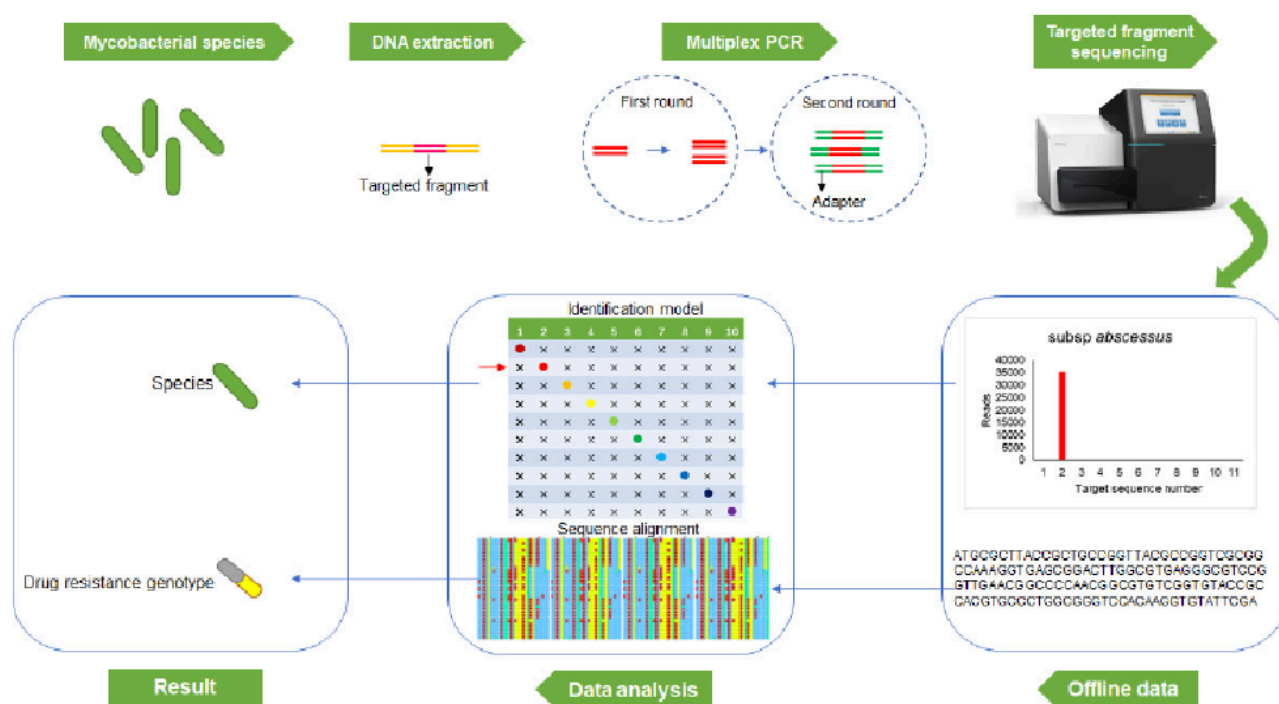 Mycobacterial species
DNA extraction
Multiplex PCR
Targeted fragment
sequencing
First round
Second round
Targeted fragment
Adapter
Identification model
1 2 3 4 5 6 7 8 9 10
Sequence alignment
Species
Drug resistance genotype
subsp abscessus
Reads
40000
35000
30000
25000
20000
15000
10000
5000
0
1 2 3 4 5 6 7 8 9 10 11
Target sequence number
ATGCGCTTACCGCTGCCGGTTACGCCGGTCGCGG
CCAAAGGTGAGCGGACTTGGCGTGAGGGCGTCCG
GTTGAACGGCCCCAACGGCGTGTCGGTGTACCGC
CACGTGCCCTGGCGGGTCCACAAGGTGTATTCGA
Result
Data analysis
Offline data